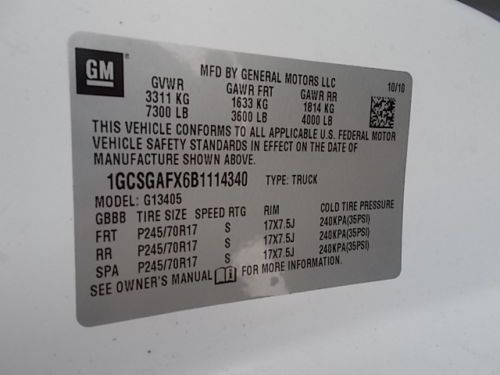 GM
MFD BY GENERAL MOTORS LLC
10/10
GVWR GAWR FRT GAWR RR
3311 KG 1633 KG 1814 KG
7300 LB 3600 LB 4000 LB
THIS VEHICLE CONFORMS TO ALL APPLICABLE U.S. FEDERAL MOTOR
VEHICLE SAFETY STANDARDS IN EFFECT ON THE DATE OF
MANUFACTURE SHOWN ABOVE.
1GCSGAFX6B1114340 TYPE: TRUCK
MODEL: G13405
GBBB TIRE SIZE SPEED RTG RIM COLD TIRE PRESSURE
FRT P245/70R17 S 17X7.5J 240KPA(35PSI)
RR P245/70R17 S 17X7.5J 240KPA(35PSI)
SPA P245/70R17 S 17X7.5J 240KPA(35PSI)
SEE OWNER'S MANUAL FOR MORE INFORMATION.